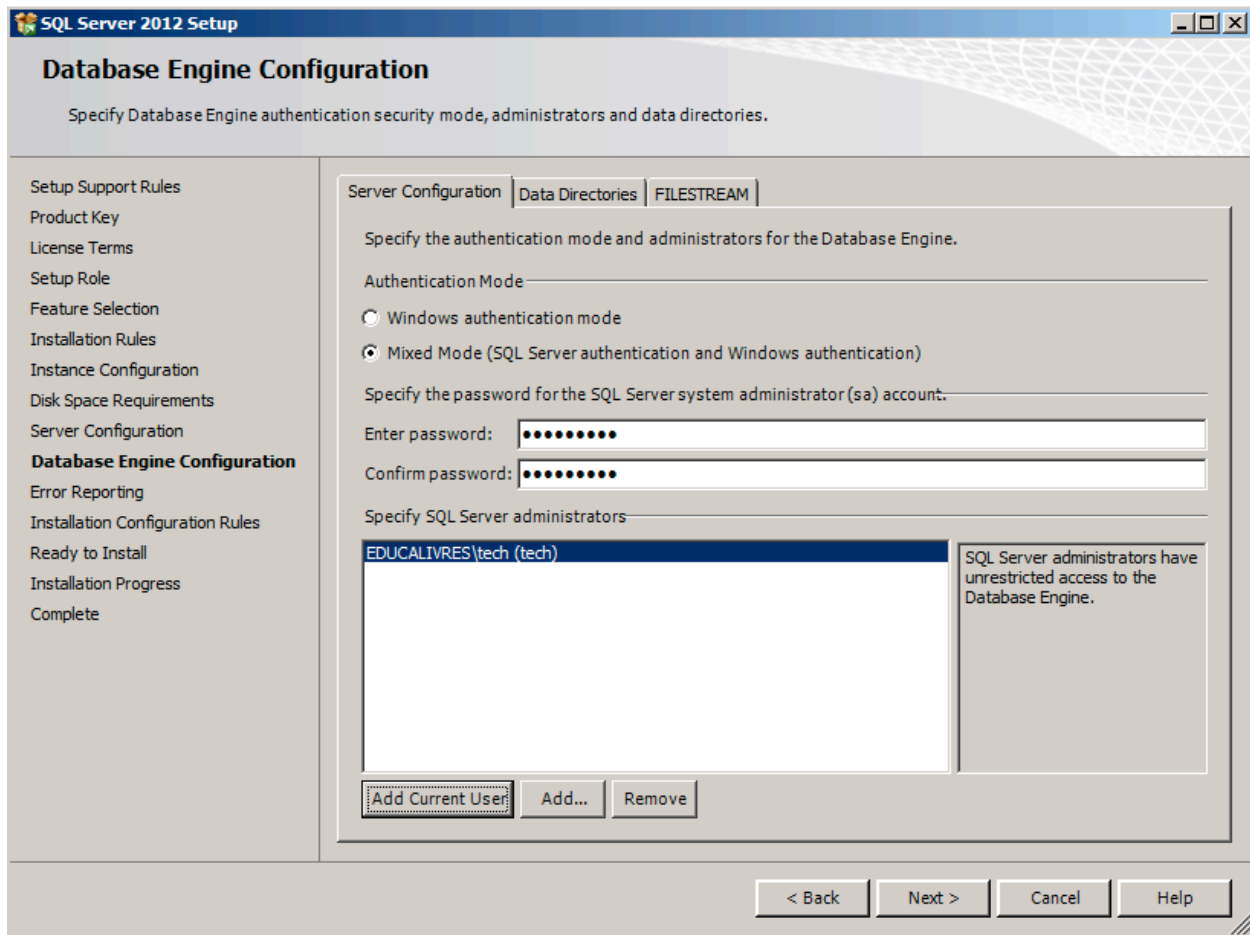 SQL Server 2012 Setup
Database Engine Configuration
Specify Database Engine authentication security mode, administrators and data directories.
Setup Support Rules
Product Key
License Terms
Setup Role
Feature Selection
Installation Rules
Instance Configuration
Disk Space Requirements
Server Configuration
Database Engine Configuration
Error Reporting
Installation Configuration Rules
Ready to Install
Installation Progress
Complete
Server Configuration Data Directories FILESTREAM
Specify the authentication mode and administrators for the Database Engine.
Authentication Mode
Windows authentication mode
Mixed Mode (SQL Server authentication and Windows authentication)
Specify the password for the SQL Server system administrator (sa) account.
Enter password: ●●●●●●●●●
Confirm password: ●●●●●●●●●
Specify SQL Server administrators
EDUCALIVRES\tech (tech)
SQL Server administrators have
unrestricted access to the
Database Engine.
Add Current User Add... Remove
< Back Next > Cancel Help